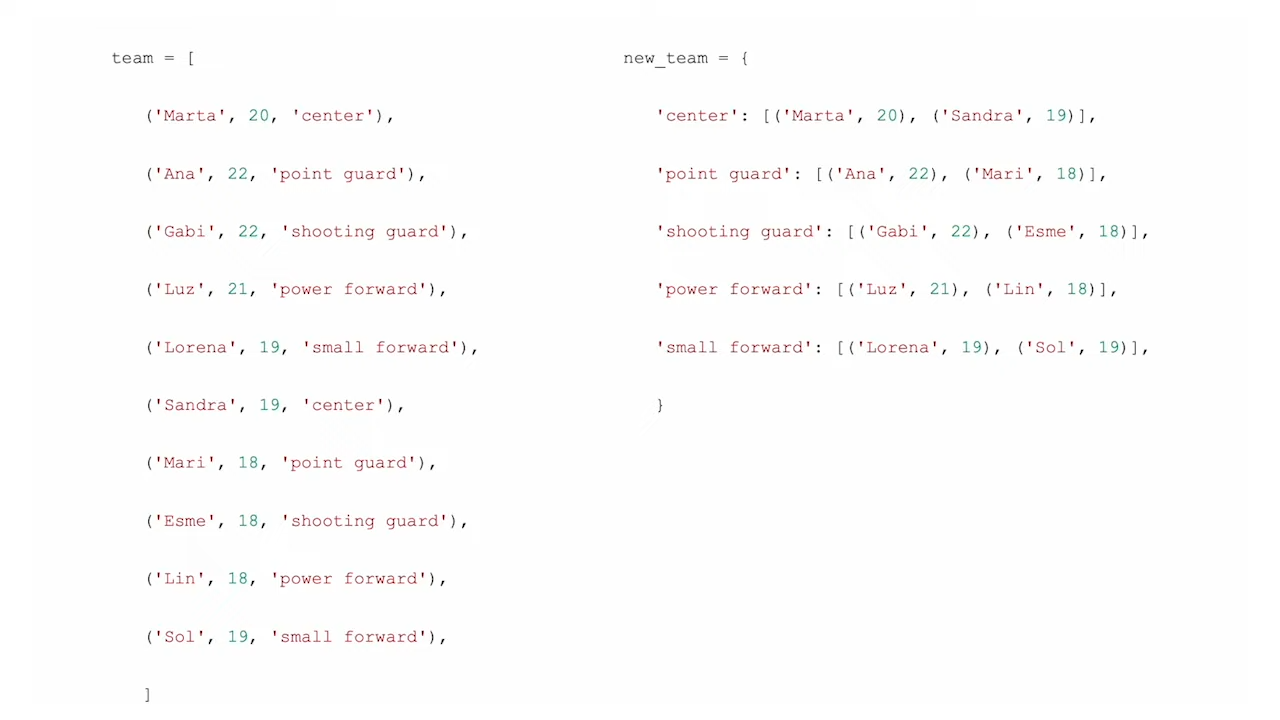 team = [
('Marta', 20, 'center'),
('Ana', 22, 'point guard'),
('Gabi', 22, 'shooting guard'),
('Luz', 21, 'power forward'),
('Lorena', 19, 'small forward'),
('Sandra', 19, 'center'),
('Mari', 18, 'point guard'),
('Esme', 18, 'shooting guard'),
('Lin', 18, 'power forward'),
('Sol', 19, 'small forward'),
]
new_team = {
'center': [('Marta', 20), ('Sandra', 19)],
'point guard': [('Ana', 22), ('Mari', 18)],
'shooting guard': [('Gabi', 22), ('Esme', 18)],
'power forward': [('Luz', 21), ('Lin', 18)],
'small forward': [('Lorena', 19), ('Sol', 19)],
}